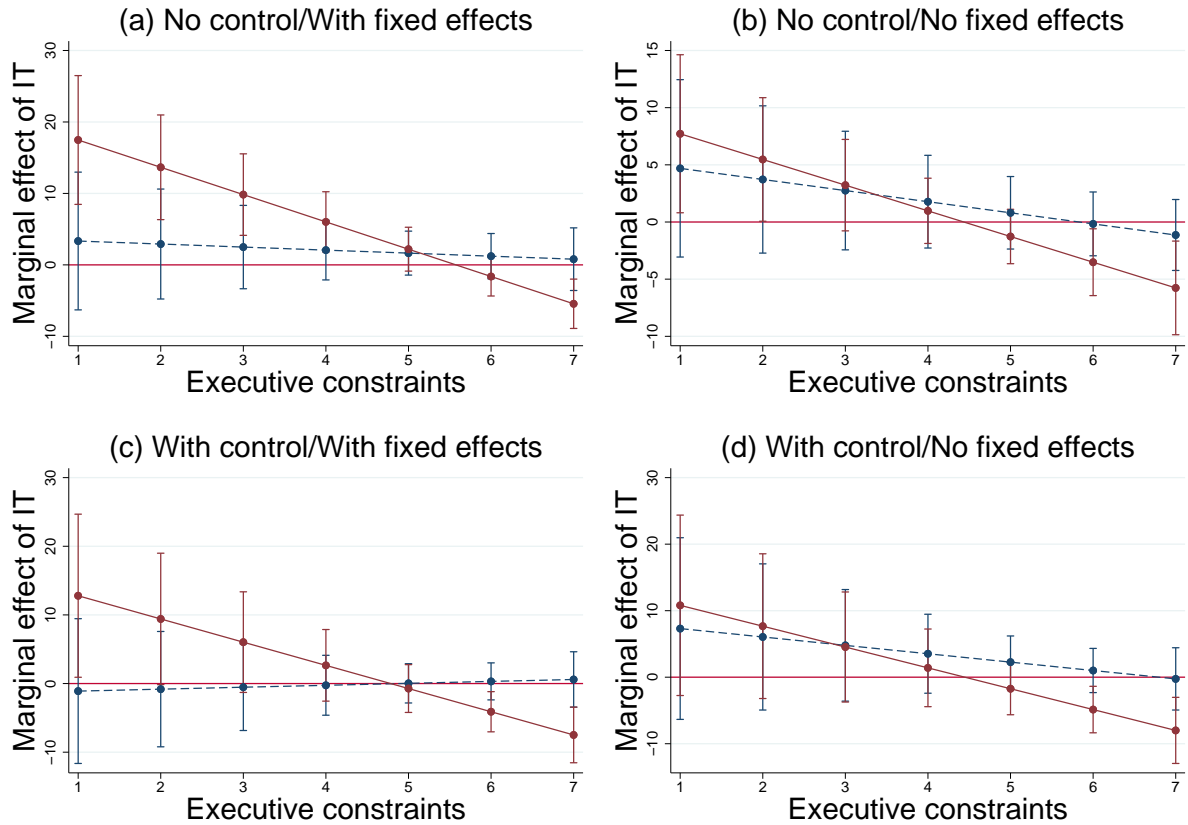 (a) No control/With fixed effects
Marginal effect of IT
30
20
10
0
−10
1 2 3 4 5 6 7
Executive constraints
(b) No control/No fixed effects
Marginal effect of IT
15
10
5
0
−5
−10
1 2 3 4 5 6 7
Executive constraints
(c) With control/With fixed effects
Marginal effect of IT
30
20
10
0
−10
1 2 3 4 5 6 7
Executive constraints
(d) With control/No fixed effects
Marginal effect of IT
30
20
10
0
−10
1 2 3 4 5 6 7
Executive constraints